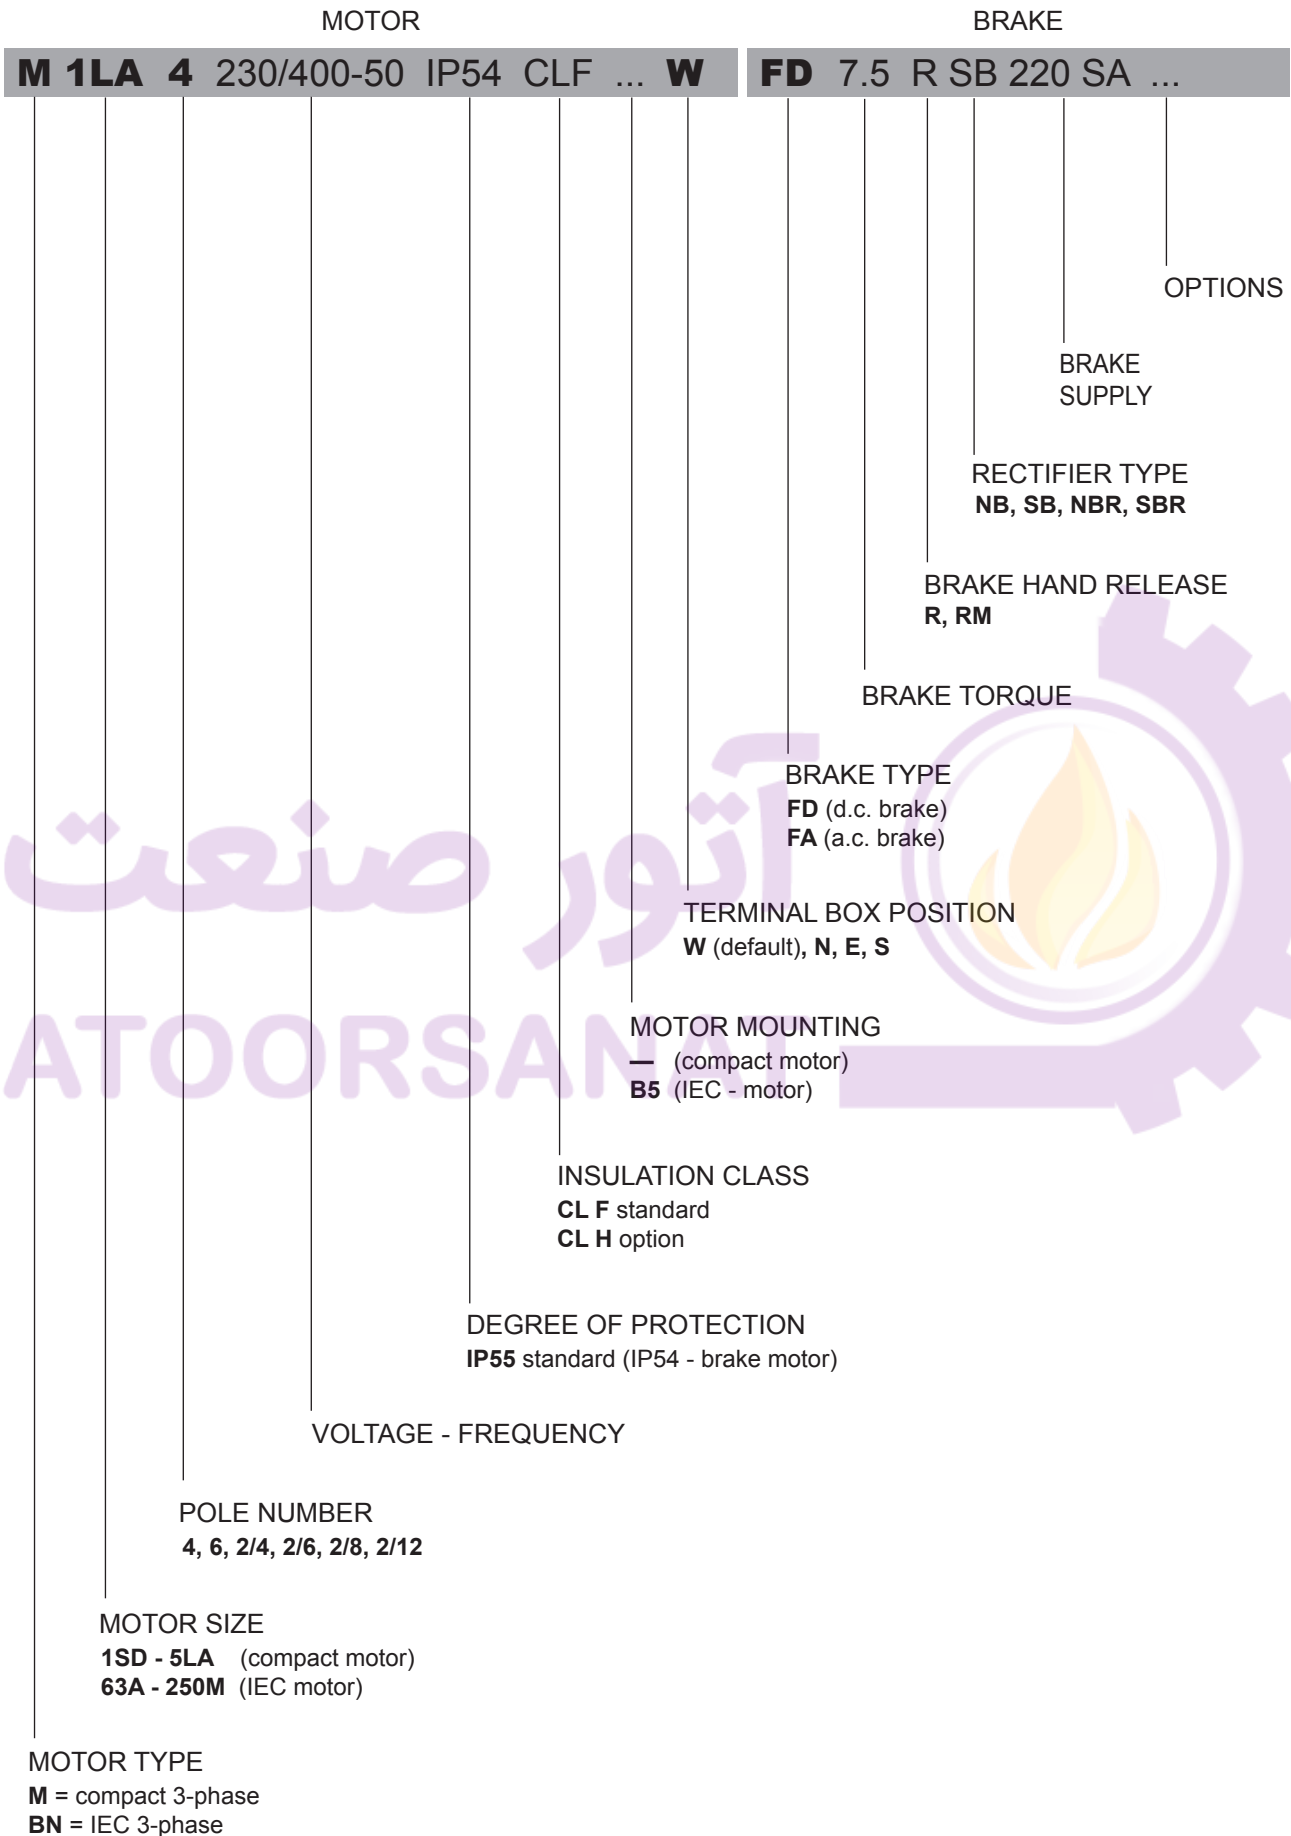 MOTOR BRAKE
M 1LA 4 230/400-50 IP54 CLF ... W FD 7.5 R SB 220 SA ...
OPTIONS
BRAKE
SUPPLY
RECTIFIER TYPE
NB, SB, NBR, SBR
BRAKE HAND RELEASE
R, RM
BRAKE TORQUE
BRAKE TYPE
FD (d.c. brake)
FA (a.c. brake)
آتور صنعت
TERMINAL BOX POSITION
W (default), N, E, S
ATOORSANAT
MOTOR MOUNTING
— (compact motor)
B5 (IEC - motor)
INSULATION CLASS
CL F standard
CL H option
DEGREE OF PROTECTION
IP55 standard (IP54 - brake motor)
VOLTAGE - FREQUENCY
POLE NUMBER
4, 6, 2/4, 2/6, 2/8, 2/12
MOTOR SIZE
1SD - 5LA (compact motor)
63A - 250M (IEC motor)
MOTOR TYPE
M = compact 3-phase
BN = IEC 3-phase